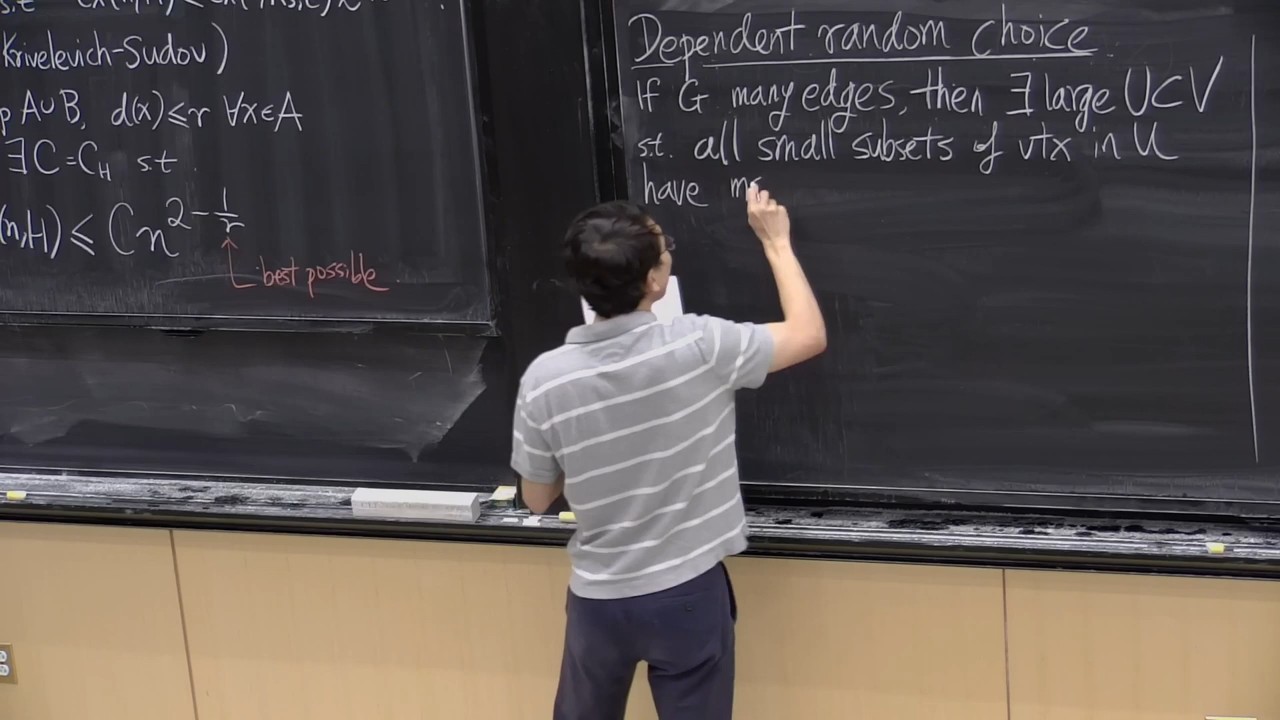 s.t
Krivelevich-Sudov)
A∪B, d(x)≤r ∀x∈A
∃C=C_H s.t
(n,H)≤ Cn^{2-1/r}
best possible
Dependent random choice
If G many edges, then ∃ large U⊂V
s.t. all small subsets of vtx in U
have